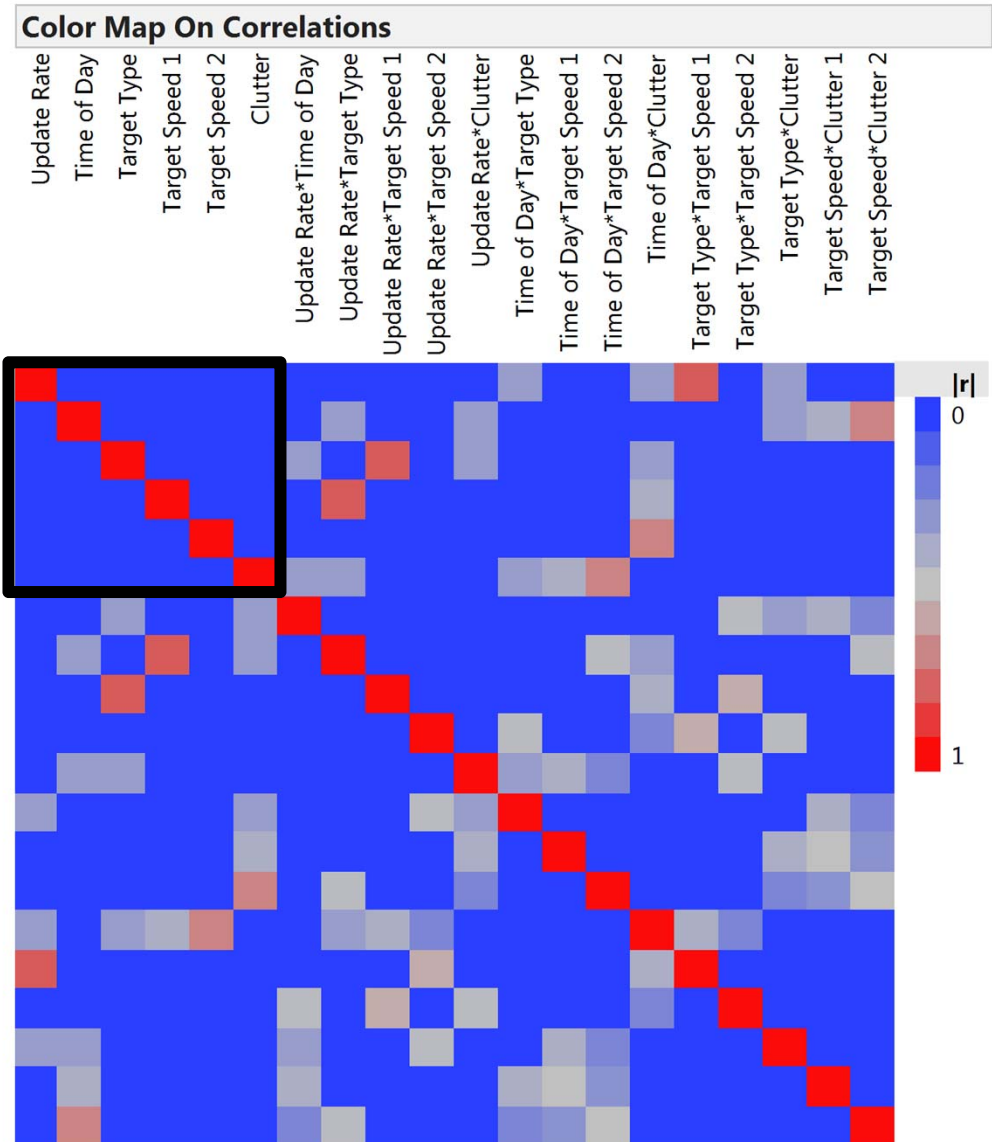 Color Map On Correlations
Update Rate
Time of Day
Target Type
Target Speed 1
Target Speed 2
Clutter
Update Rate*Time of Day
Update Rate*Target Type
Update Rate*Target Speed 1
Update Rate*Target Speed 2
Update Rate*Clutter
Time of Day*Target Type
Time of Day*Target Speed 1
Time of Day*Target Speed 2
Time of Day*Clutter
Target Type*Target Speed 1
Target Type*Target Speed 2
Target Type*Clutter
Target Speed*Clutter 1
Target Speed*Clutter 2
|r|
0
1